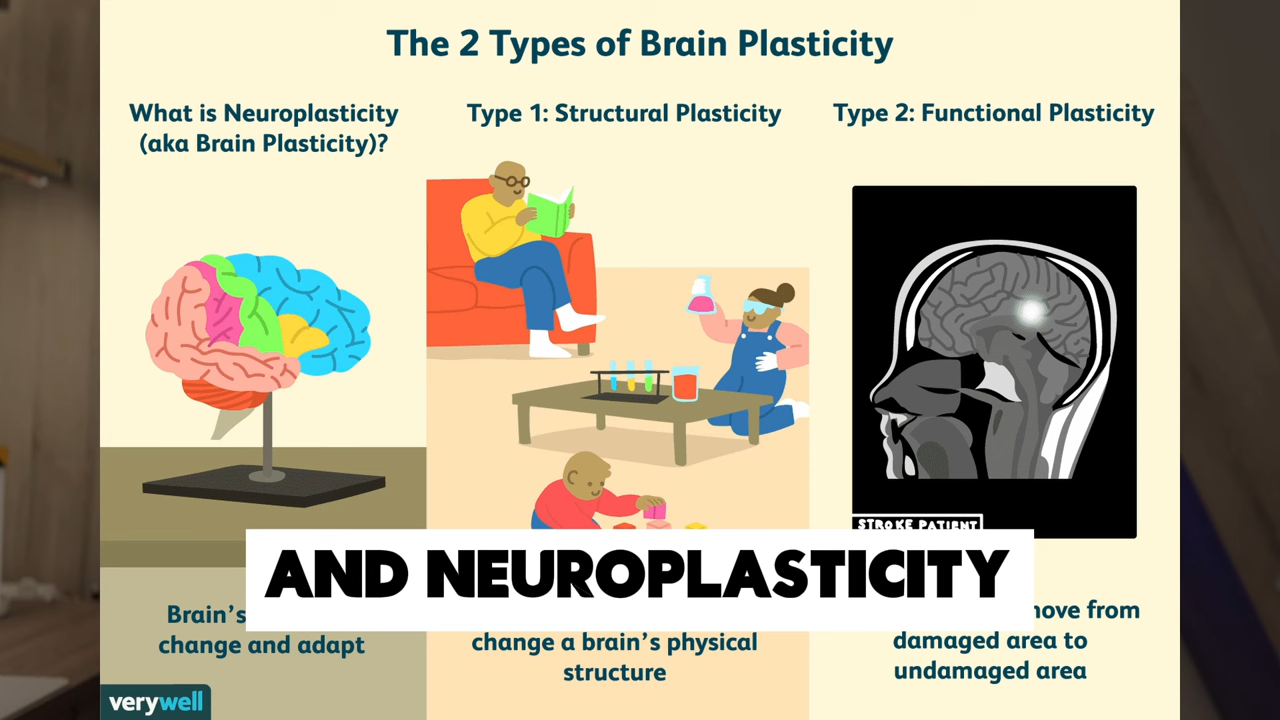 The 2 Types of Brain Plasticity
What is Neuroplasticity
(aka Brain Plasticity)?
Type 1: Structural Plasticity
Type 2: Functional Plasticity
STROKE PATIENT
AND NEUROPLASTICITY
Brain's
change and adapt
change a brain's physical
structure
move from
damaged area to
undamaged area
verywell